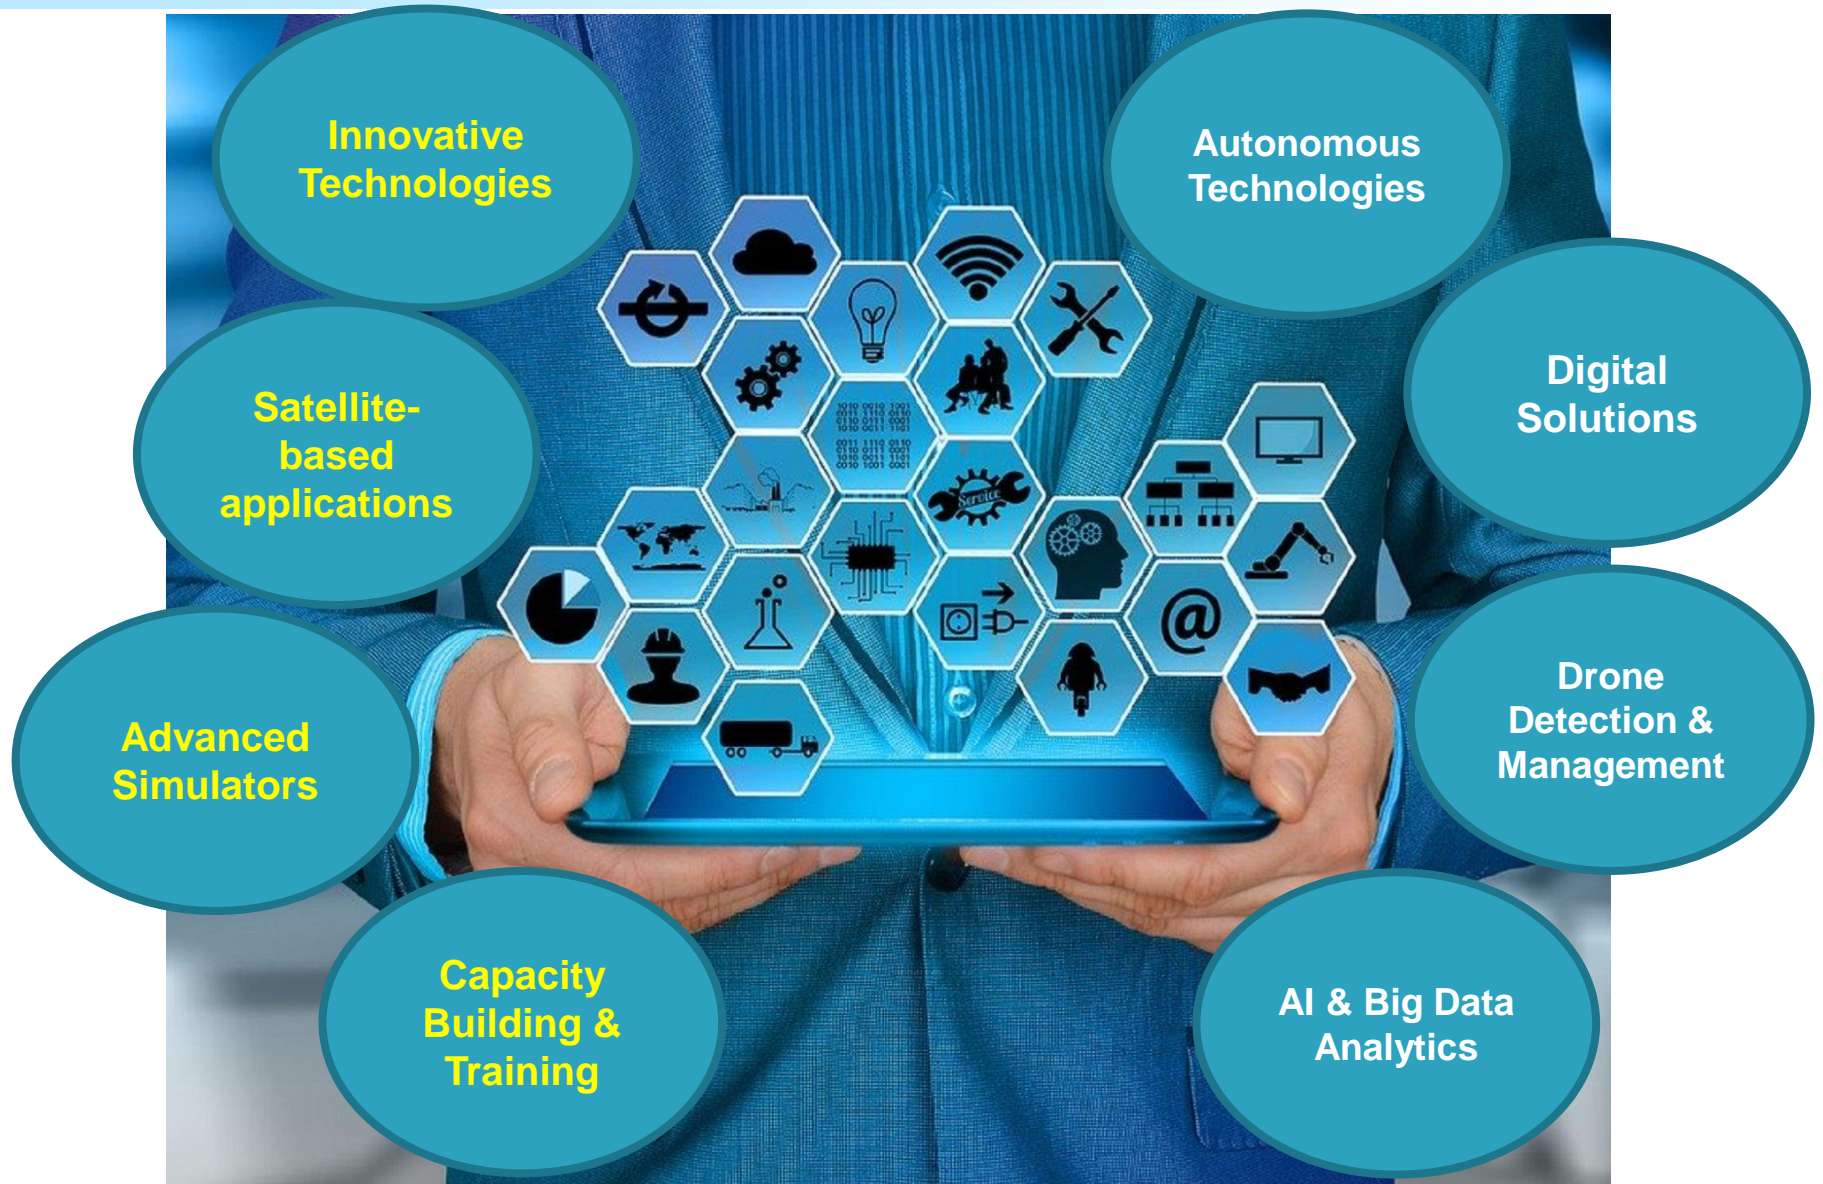 Innovative
Technologies
Satellite-
based
applications
Advanced
Simulators
Capacity
Building &
Training
Autonomous
Technologies
Digital
Solutions
Drone
Detection &
Management
AI & Big Data
Analytics
Service
@